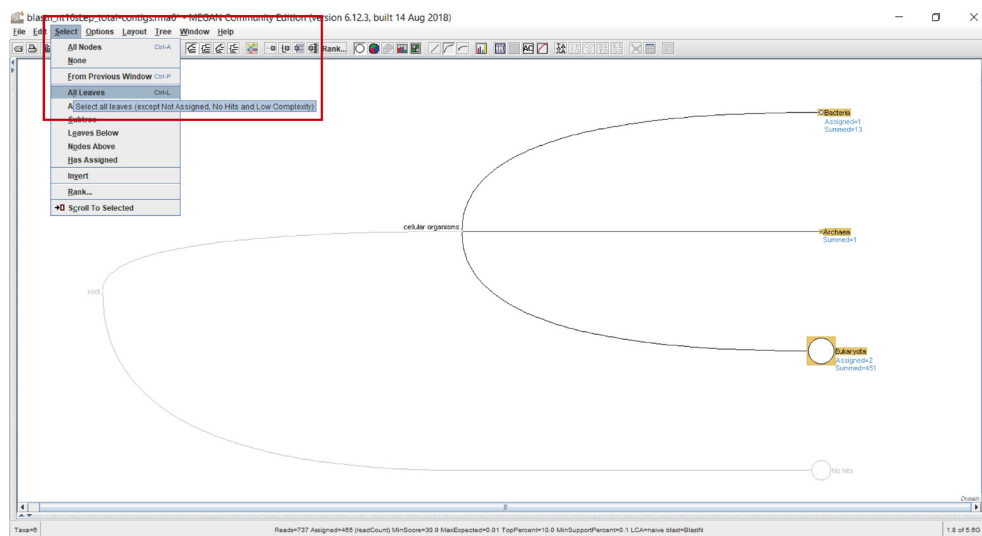 blastn_nt16sLep_total-contigs.rma6* - MEGAN Community Edition (version 6.12.3, built 14 Aug 2018)
File Edit Select Options Layout Tree Window Help
Rank...
All Nodes Ctrl-A
None
From Previous Window Ctrl-P
All Leaves Ctrl-L
A
Select all leaves (except Not Assigned, No Hits and Low Complexity)
Subtree
Leaves Below
Nodes Above
Has Assigned
Invert
Rank...
Scroll To Selected
Bacteria
Assigned=1
Summed=13
cellular organisms
Archaea
Summed=1
root
Eukaryota
Assigned=2
Summed=451
No hits
Domain
Taxa=6
Reads=737 Assigned=465 (readCount) MinScore=30.0 MaxExpected=0.01 TopPercent=10.0 MinSupportPercent=0.1 LCA=naive blast=BlastN
1.8 of 5.6G